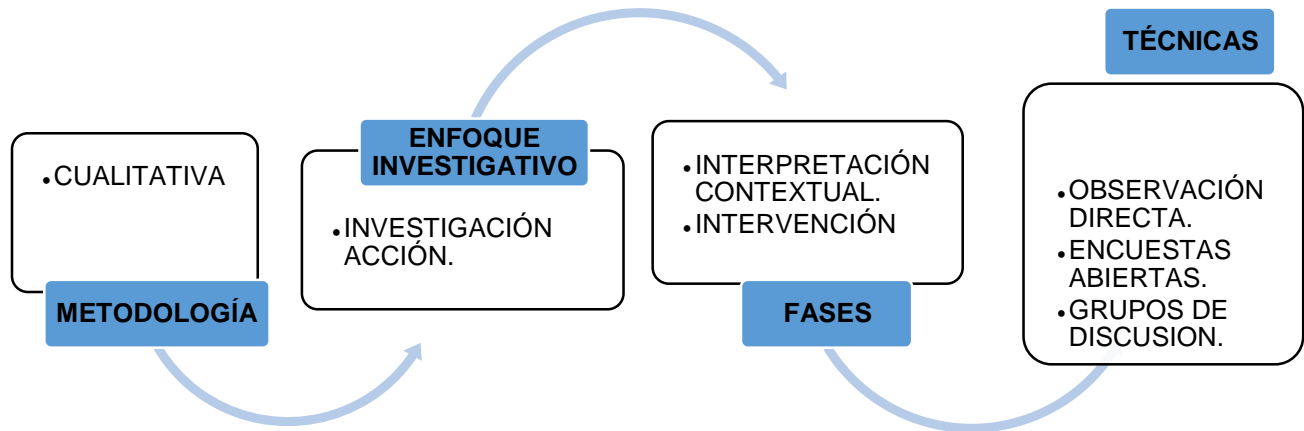 •CUALITATIVA
METODOLOGÍA
ENFOQUE
INVESTIGATIVO
•INVESTIGACIÓN
ACCIÓN.
•INTERPRETACIÓN
CONTEXTUAL.
•INTERVENCIÓN
FASES
TÉCNICAS
•OBSERVACIÓN
DIRECTA.
•ENCUESTAS
ABIERTAS.
•GRUPOS DE
DISCUSION.